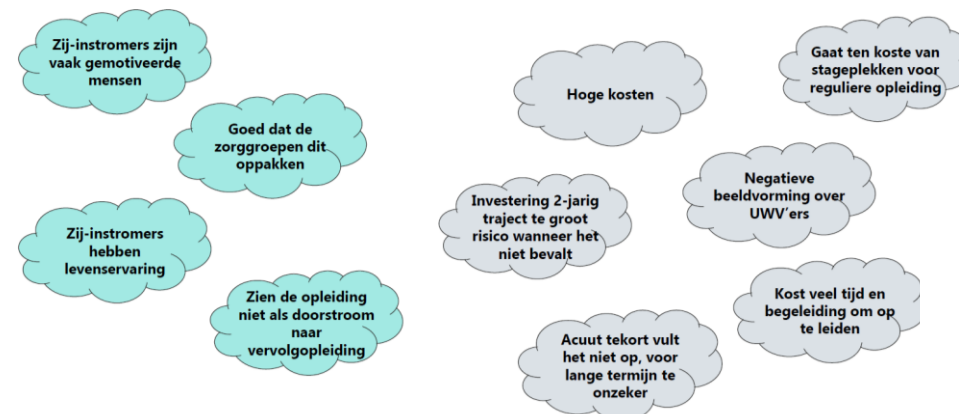 Zij-instromers zijn
vaak gemotiveerde
mensen
Goed dat de
zorggroepen dit
oppakken
Zij-instromers
hebben
levenservaring
Zien de opleiding
niet als doorstroom
naar
vervolgopleiding
Hoge kosten
Gaat ten koste van
stageplekken voor
reguliere opleiding
Investering 2-jarig
traject te groot
risico wanneer het
niet bevalt
Negatieve
beeldvorming over
UWV'ers
Acuut tekort vult
het niet op, voor
lange termijn te
onzeker
Kost veel tijd en
begeleiding om op
te leiden